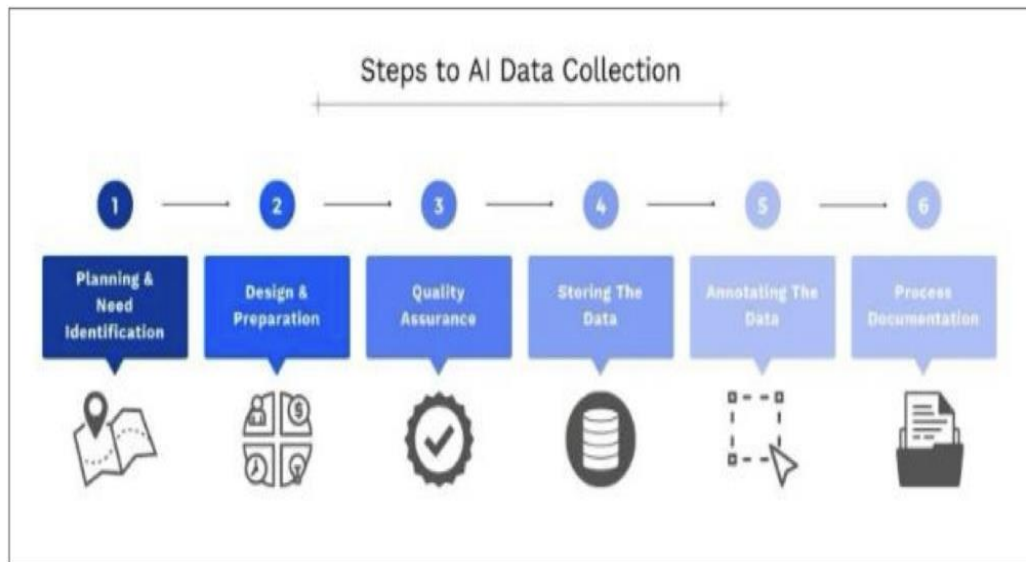 Steps to AI Data Collection
1
2
3
4
5
6
Planning &
Need
Identification
Design &
Preparation
Quality
Assurance
Storing The
Data
Annotating The
Data
Process
Documentation
$